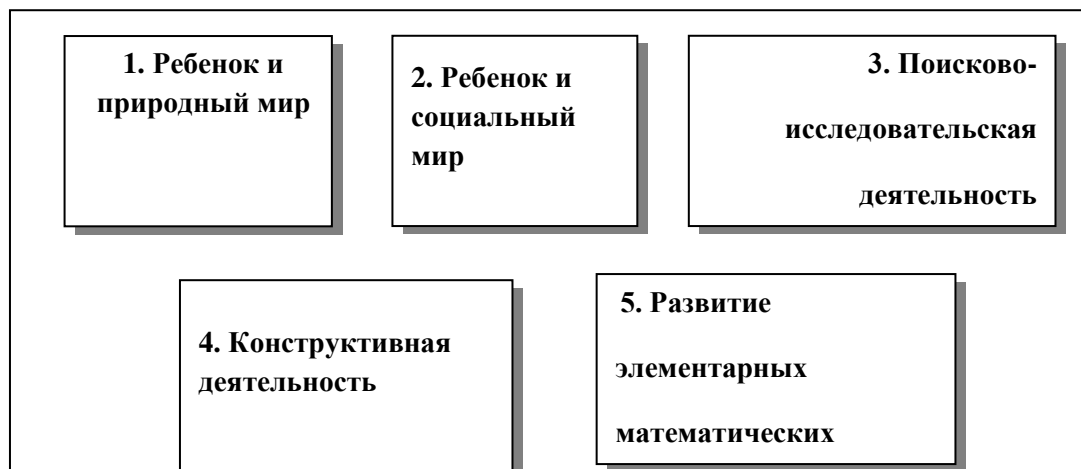 1. Ребенок и
природный мир
2. Ребенок и
социальный
мир
3. Поисково-
исследовательская
деятельность
4. Конструктивная
деятельность
5. Развитие
элементарных
математических